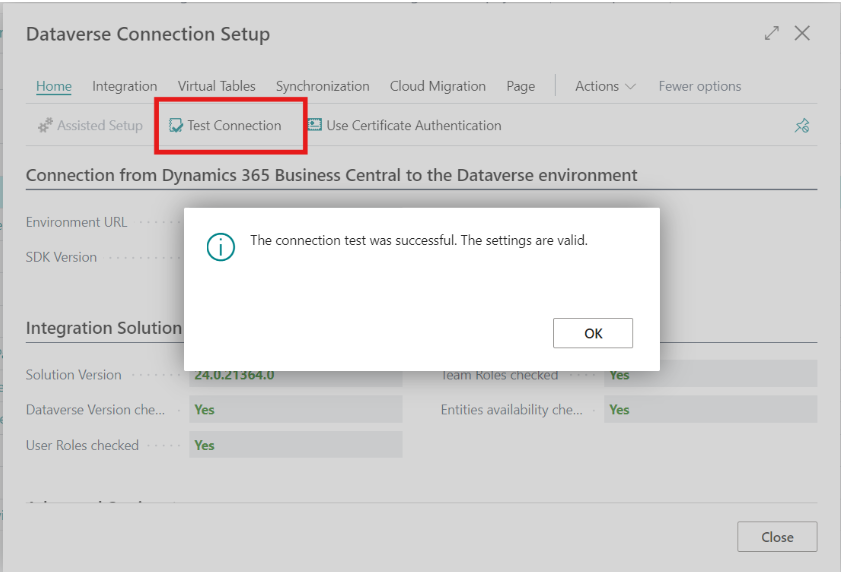 Dataverse Connection Setup
Home Integration Virtual Tables Synchronization Cloud Migration Page Actions Fewer options
Assisted Setup Test Connection Use Certificate Authentication
Connection from Dynamics 365 Business Central to the Dataverse environment
Environment URL
The connection test was successful. The settings are valid.
SDK Version
OK
Integration Solution
Solution Version 24.0.21364.0 Team Roles checked Yes
Dataverse Version che... Yes Entities availability che... Yes
User Roles checked Yes
Close